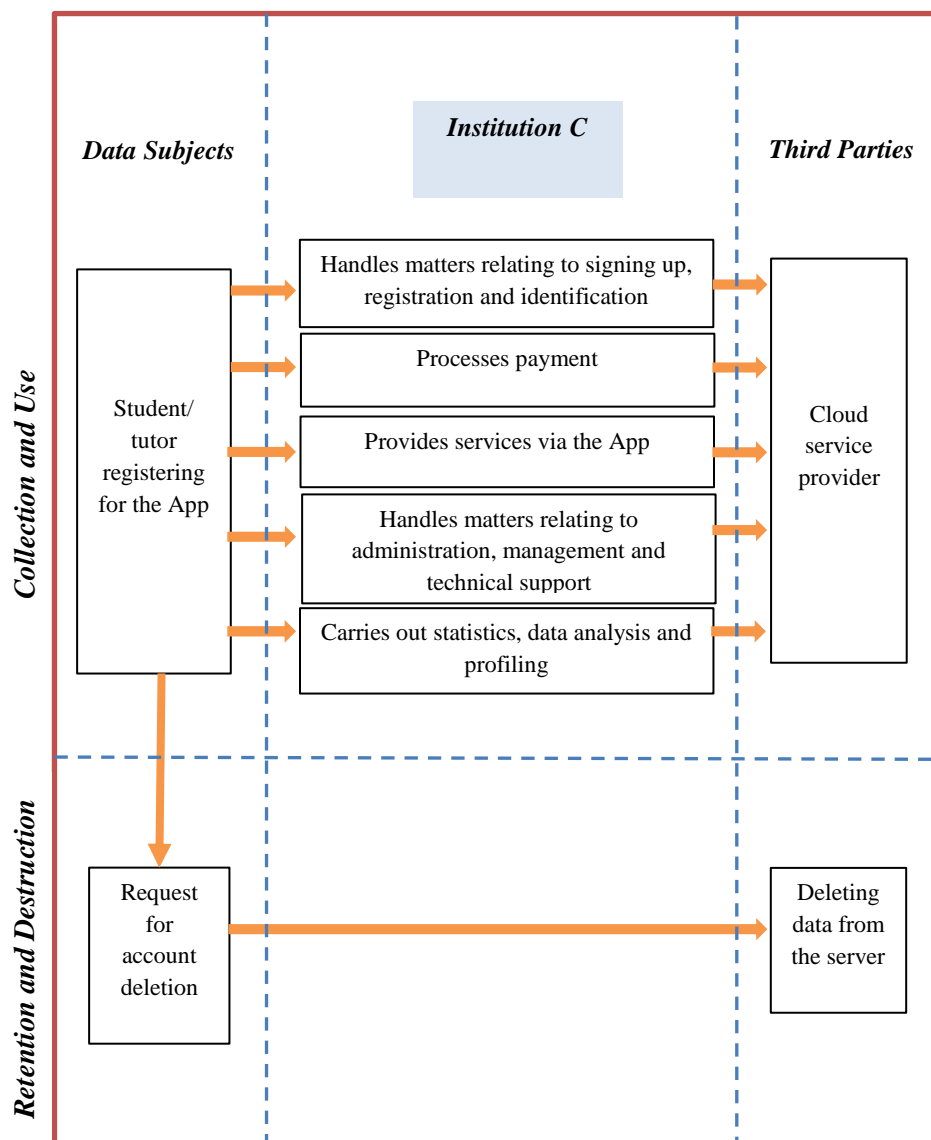 Data Subjects
Institution C
Third Parties
Collection and Use
Student/
tutor
registering
for the App
Handles matters relating to signing up,
registration and identification
Processes payment
Provides services via the App
Handles matters relating to
administration, management and
technical support
Carries out statistics, data analysis and
profiling
Cloud
service
provider
Retention and Destruction
Request
for
account
deletion
Deleting
data from
the server